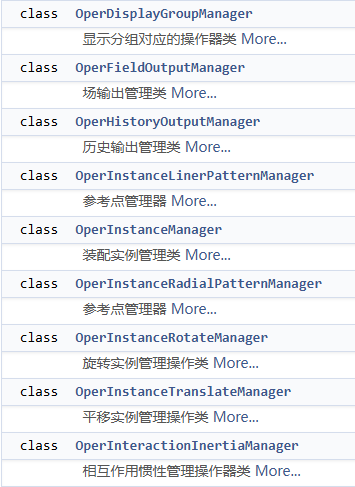 class OperDisplayGroupManager
显示分组对应的操作器类 More...
class OperFieldOutputManager
场输出管理类 More...
class OperHistoryOutputManager
历史输出管理类 More...
class OperInstanceLinerPatternManager
参考点管理器 More...
class OperInstanceManager
装配实例管理类 More...
class OperInstanceRadialPatternManager
参考点管理器 More...
class OperInstanceRotateManager
旋转实例管理操作类 More...
class OperInstanceTranslateManager
平移实例管理操作类 More...
class OperInteractionInertiaManager
相互作用惯性管理操作器类 More...